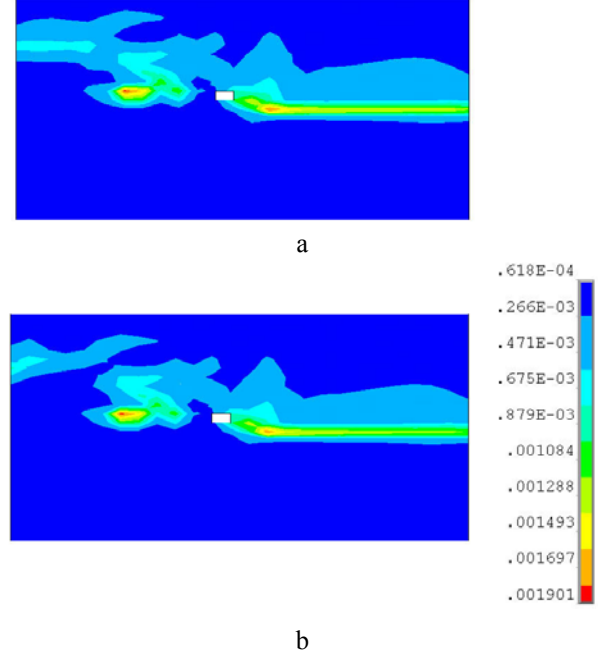 a
.618E-04
.266E-03
.471E-03
.675E-03
.879E-03
.001084
.001288
.001493
.001697
.001901
b